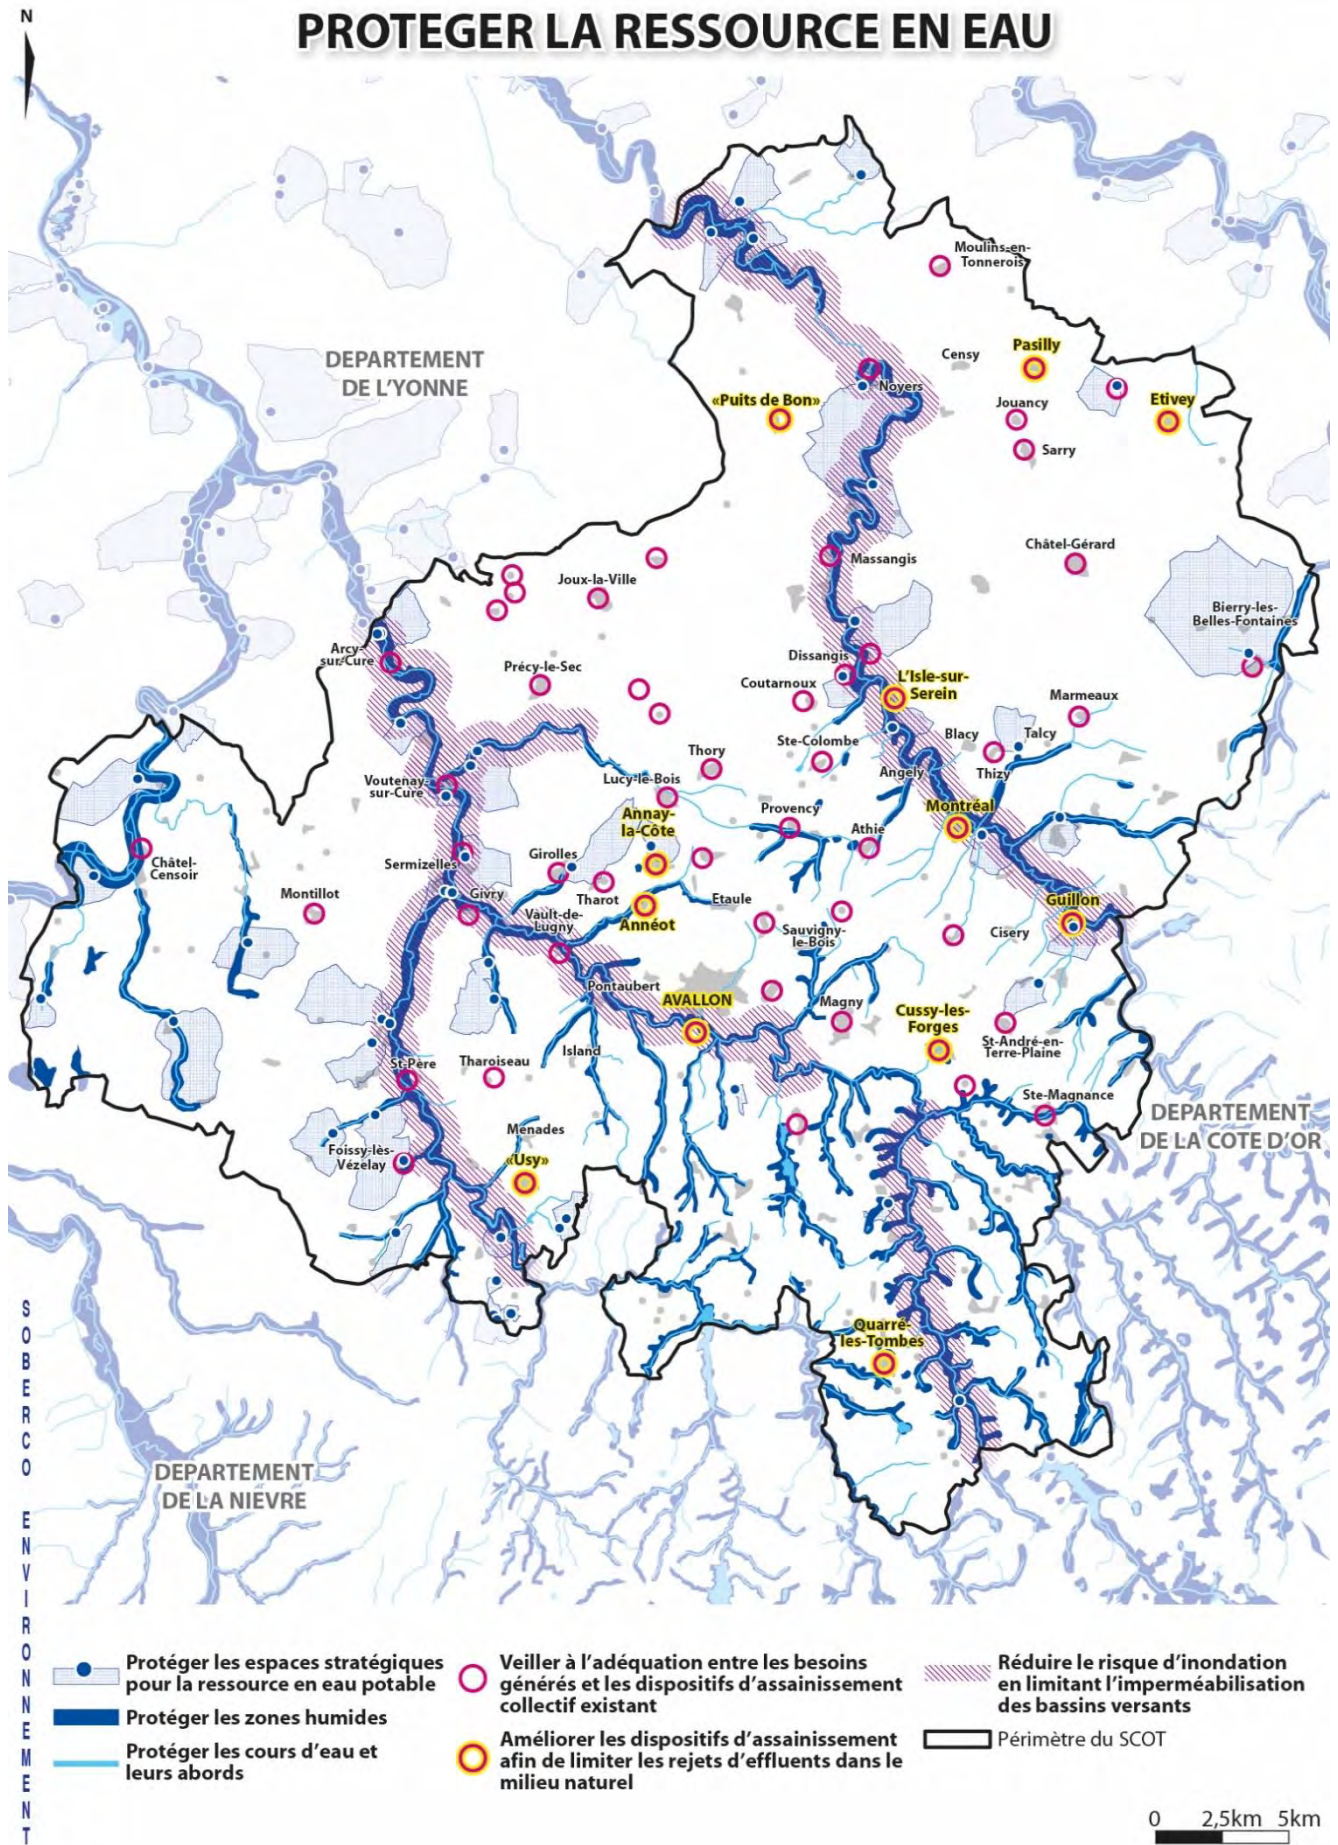 N
PROTEGER LA RESSOURCE EN EAU
Moulins-en-
Tonnerois
DEPARTEMENT
DE L'YONNE
Censy
Pasilly
Noyers
«Puits de Bon»
Jouancy
Etivey
Sarry
Massangis
Châtel-Gérard
Joux-la-Ville
Bierry-les-
Belles-Fontaines
Arcy-
sur-Cure
Précy-le-Sec
Dissangis
Coutarnoux
L'Isle-sur-
Serein
Marmeaux
Ste-Colombe
Blacy
Talcy
Thory
Angely
Thizy
Voutenay-
sur-Cure
Lucy-le-Bois
Annay-
la-Côte
Provency
Montréal
Athie
Châtel-
Censoir
Sermizelles
Girolles
Montillot
Givry
Tharot
Etaule
Guillon
Vault-de-
Lugny
Annéot
Sauvigny-
le-Bois
Cisery
Pontaubert
AVALLON
Magny
Cussy-les-
Forges
St-André-en-
Terre-Plaine
St-Père
Tharoiseau
Island
Ste-Magnance
DEPARTEMENT
DE LA COTE D'OR
Menades
Foissy-lès-
Vézelay
«Usy»
Quarré-
les-Tombes
DEPARTEMENT
DE LA NIEVRE
SOBERCO ENVIRONNEMENT
Protéger les espaces stratégiques
pour la ressource en eau potable
Protéger les zones humides
Protéger les cours d'eau et
leurs abords
Veiller à l'adéquation entre les besoins
générés et les dispositifs d'assainissement
collectif existant
Améliorer les dispositifs d'assainissement
afin de limiter les rejets d'effluents dans le
milieu naturel
Réduire le risque d'inondation
en limitant l'imperméabilisation
des bassins versants
Périmètre du SCOT
0 2,5km 5km